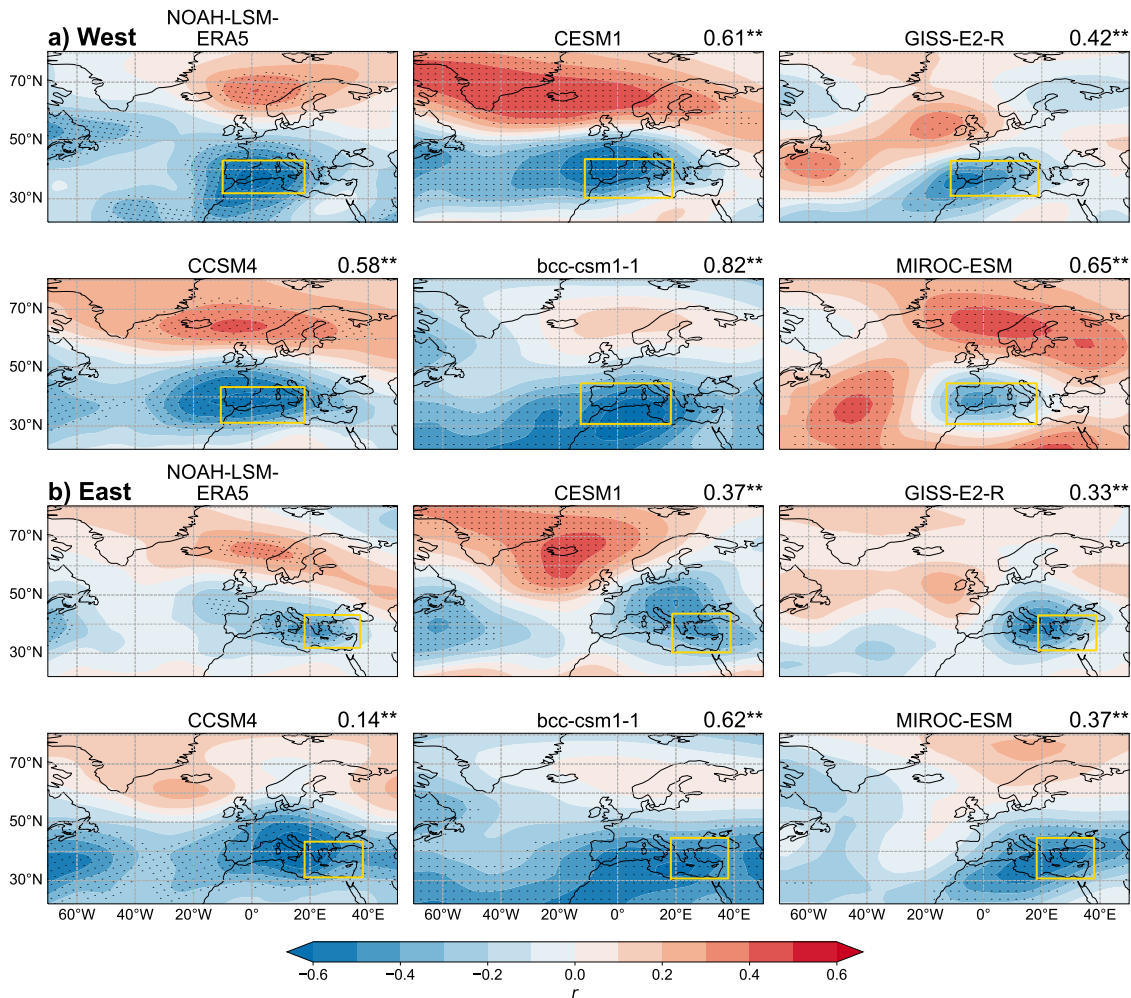 a) West
NOAH-LSM-
ERA5
CESM1
0.61**
GISS-E2-R
0.42**
70°N
50°N
30°N
CCSM4
0.58**
bcc-csm1-1
0.82**
MIROC-ESM
0.65**
70°N
50°N
30°N
b) East
NOAH-LSM-
ERA5
CESM1
0.37**
GISS-E2-R
0.33**
70°N
50°N
30°N
CCSM4
0.14**
bcc-csm1-1
0.62**
MIROC-ESM
0.37**
70°N
50°N
30°N
60°W 40°W 20°W 0° 20°E 40°E
60°W 40°W 20°W 0° 20°E 40°E
60°W 40°W 20°W 0° 20°E 40°E
−0.6 −0.4 −0.2 0.0 0.2 0.4 0.6
r